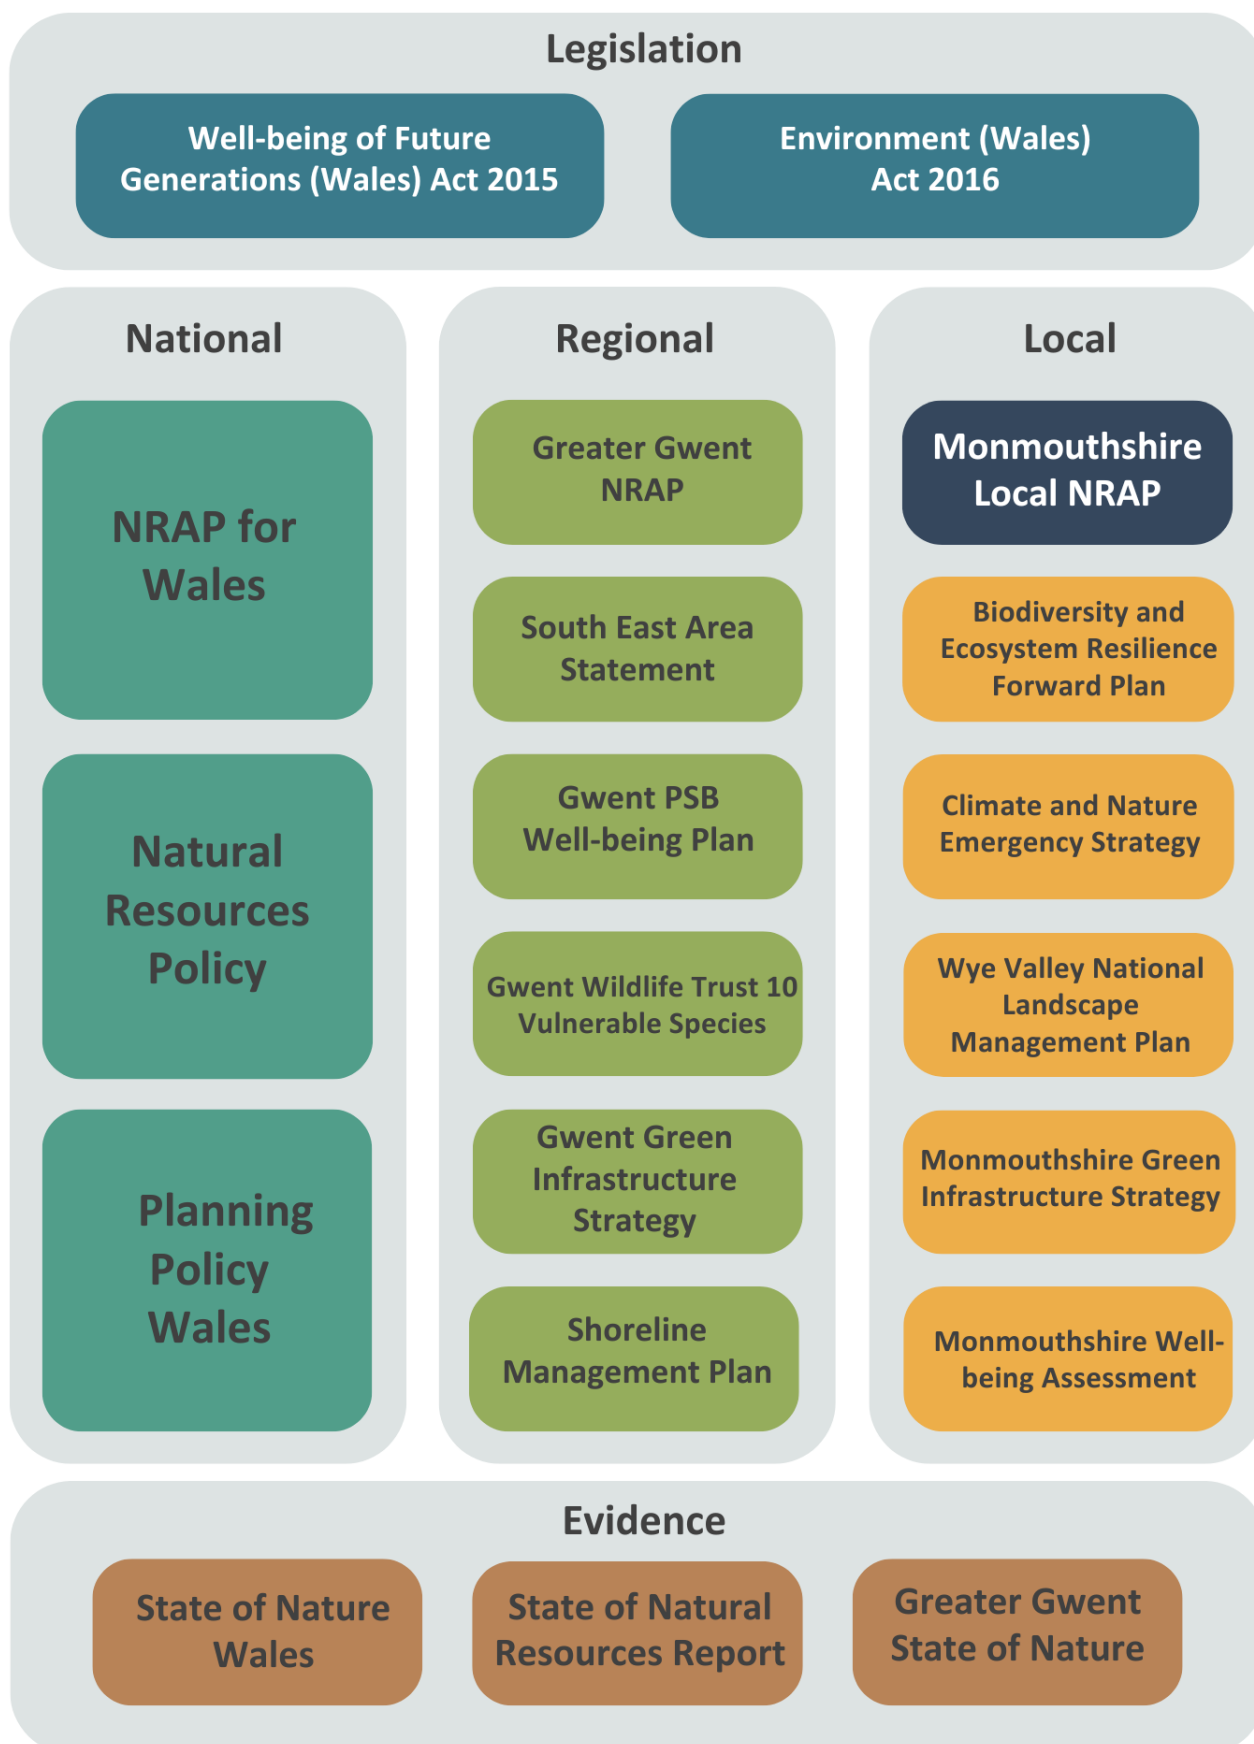 Legislation
Well-being of Future
Generations (Wales) Act 2015
Environment (Wales)
Act 2016
National
NRAP for
Wales
Natural
Resources
Policy
Planning
Policy
Wales
Regional
Greater Gwent
NRAP
South East Area
Statement
Gwent PSB
Well-being Plan
Gwent Wildlife Trust 10
Vulnerable Species
Gwent Green
Infrastructure
Strategy
Shoreline
Management Plan
Local
Monmouthshire
Local NRAP
Biodiversity and
Ecosystem Resilience
Forward Plan
Climate and Nature
Emergency Strategy
Wye Valley National
Landscape
Management Plan
Monmouthshire Green
Infrastructure Strategy
Monmouthshire Well-
being Assessment
Evidence
State of Nature
Wales
State of Natural
Resources Report
Greater Gwent
State of Nature